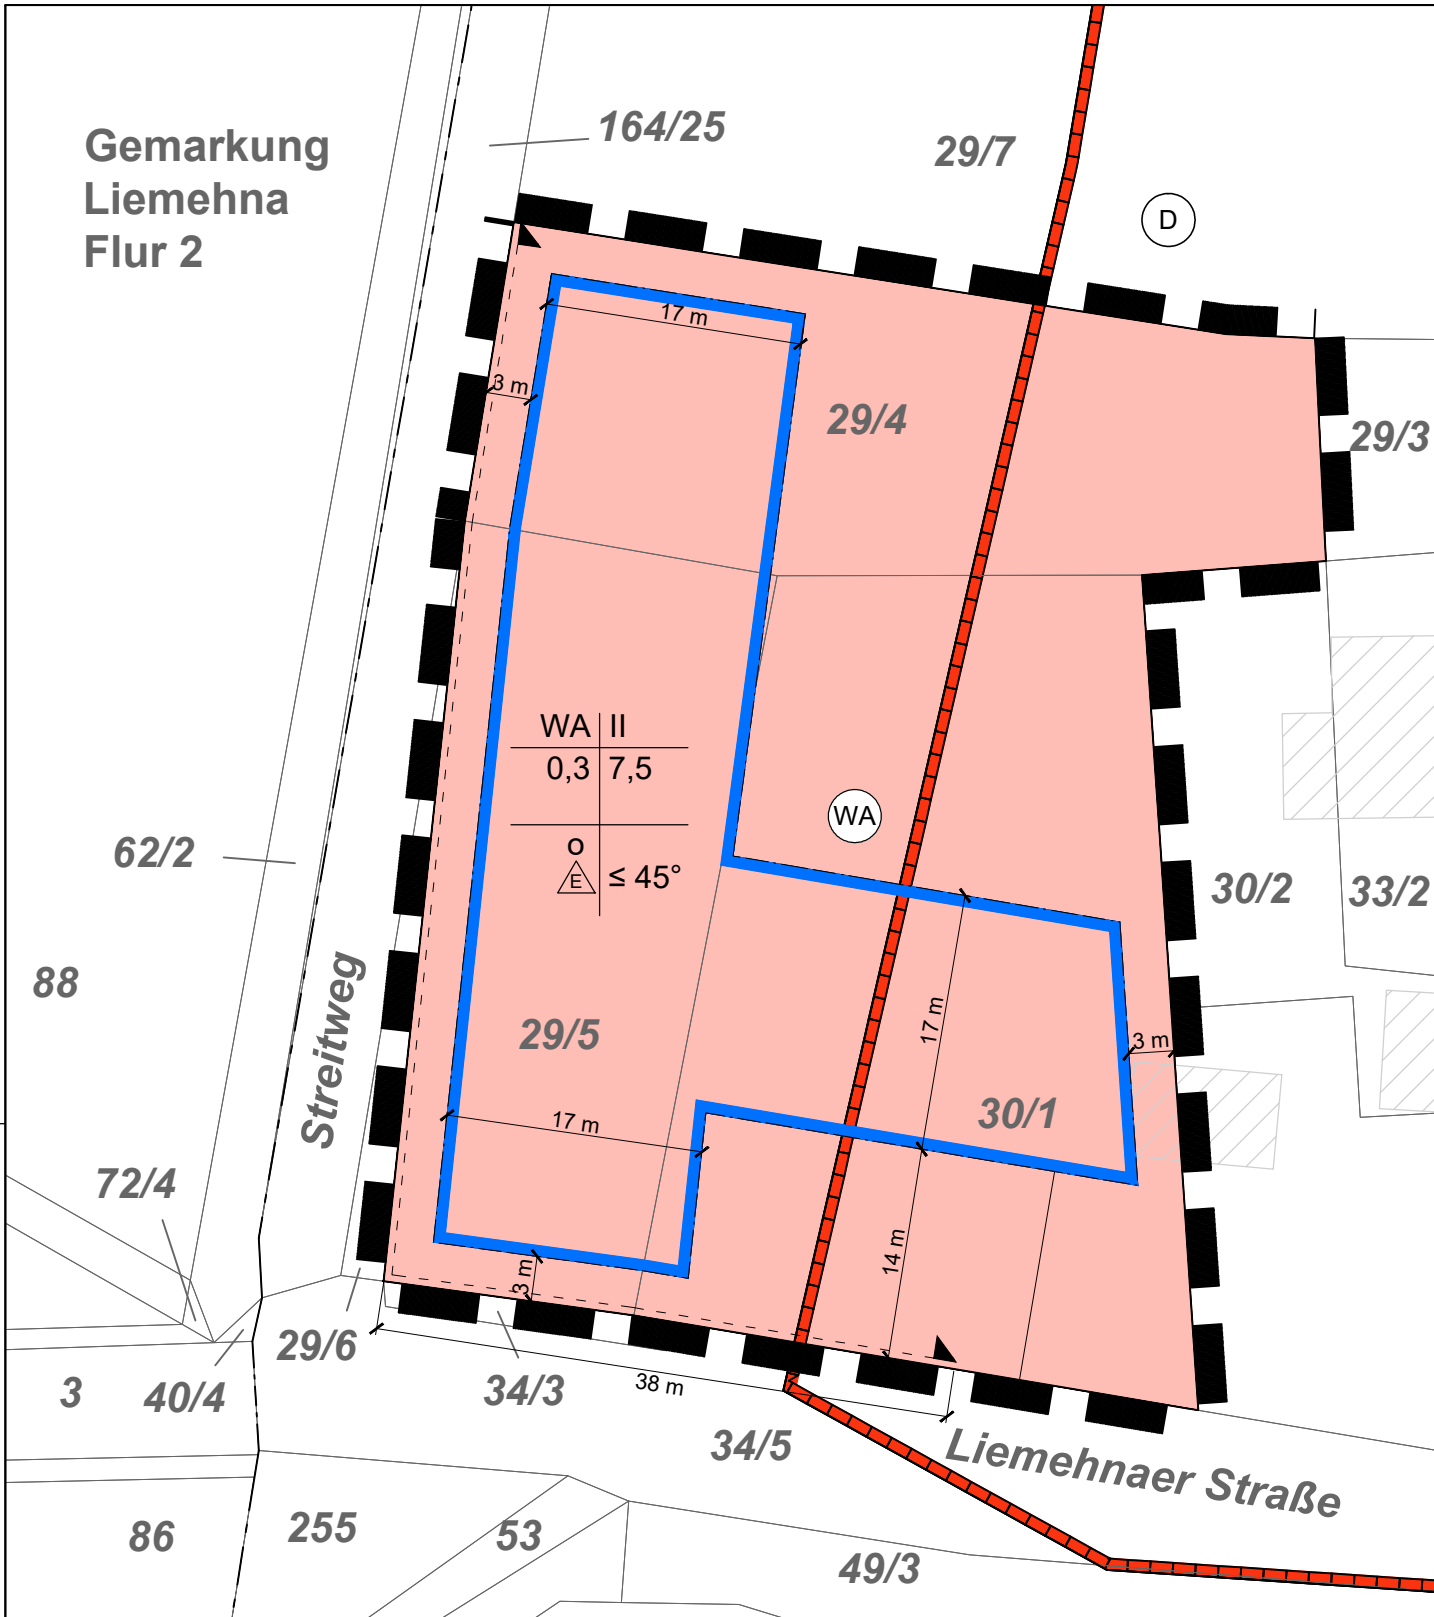 164/25
29/7
Gemarkung
Liemehna
Flur 2
D
17 m
3 m
29/4
29/3
WA II
0,3 7,5
o
E ≤ 45°
WA
62/2
30/2
33/2
88
Streitweg
29/5
17 m
3 m
17 m
30/1
72/4
14 m
3 m
29/6
38 m
3
40/4
34/3
34/5
Liemehnaer Straße
86
255
53
49/3